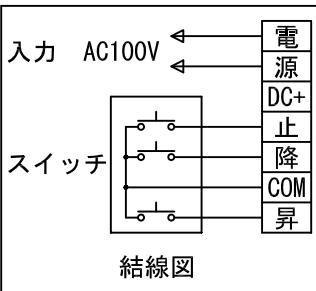 入力 AC100V
電
源
DC+
止
降
COM
昇
スイッチ
結線図